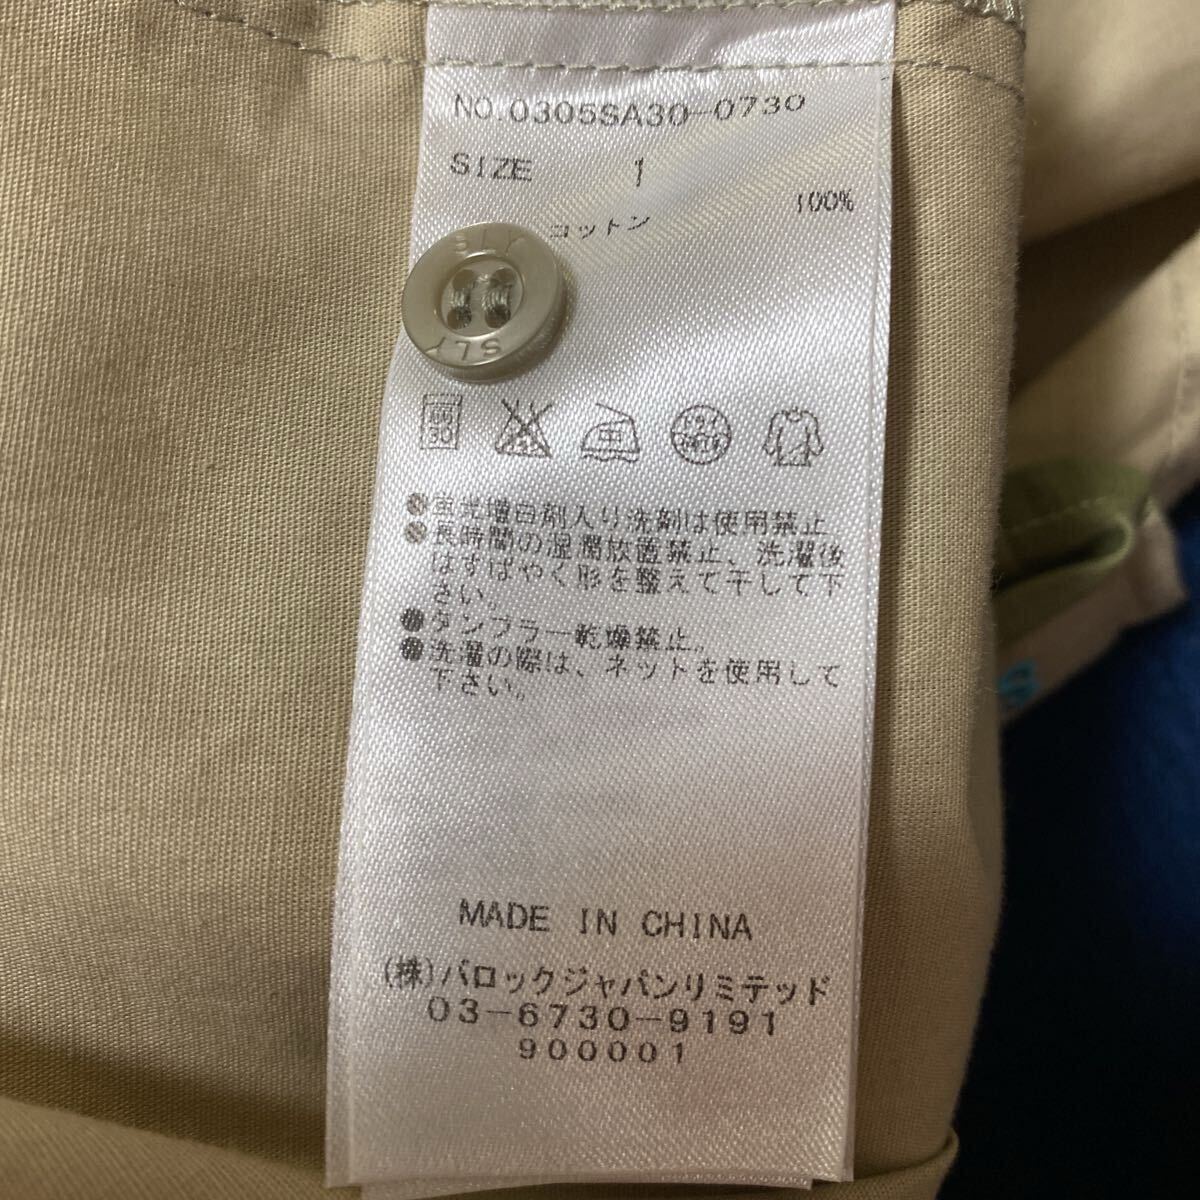 NO.0305SA30-0730
SIZE 1
コットン 100%
SLY
SLY
弱
30
●蛍光増白剤入り洗剤は使用禁止
●長時間の湿潤放置禁止、洗濯後
はすばやく形を整えて干して下
さい。
●タンブラー乾燥禁止。
●洗濯の際は、ネットを使用して
下さい。
MADE IN CHINA
(株)バロックジャパンリミテッド
03-6730-9191
900001